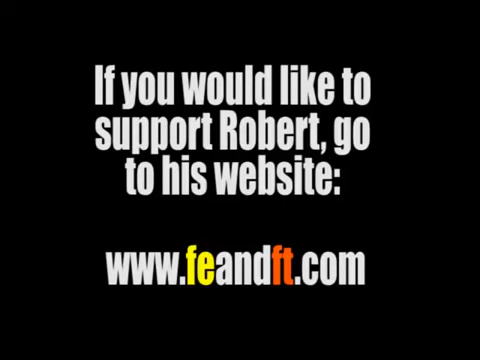 If you would like to
support Robert, go
to his website:
www.feandft.com